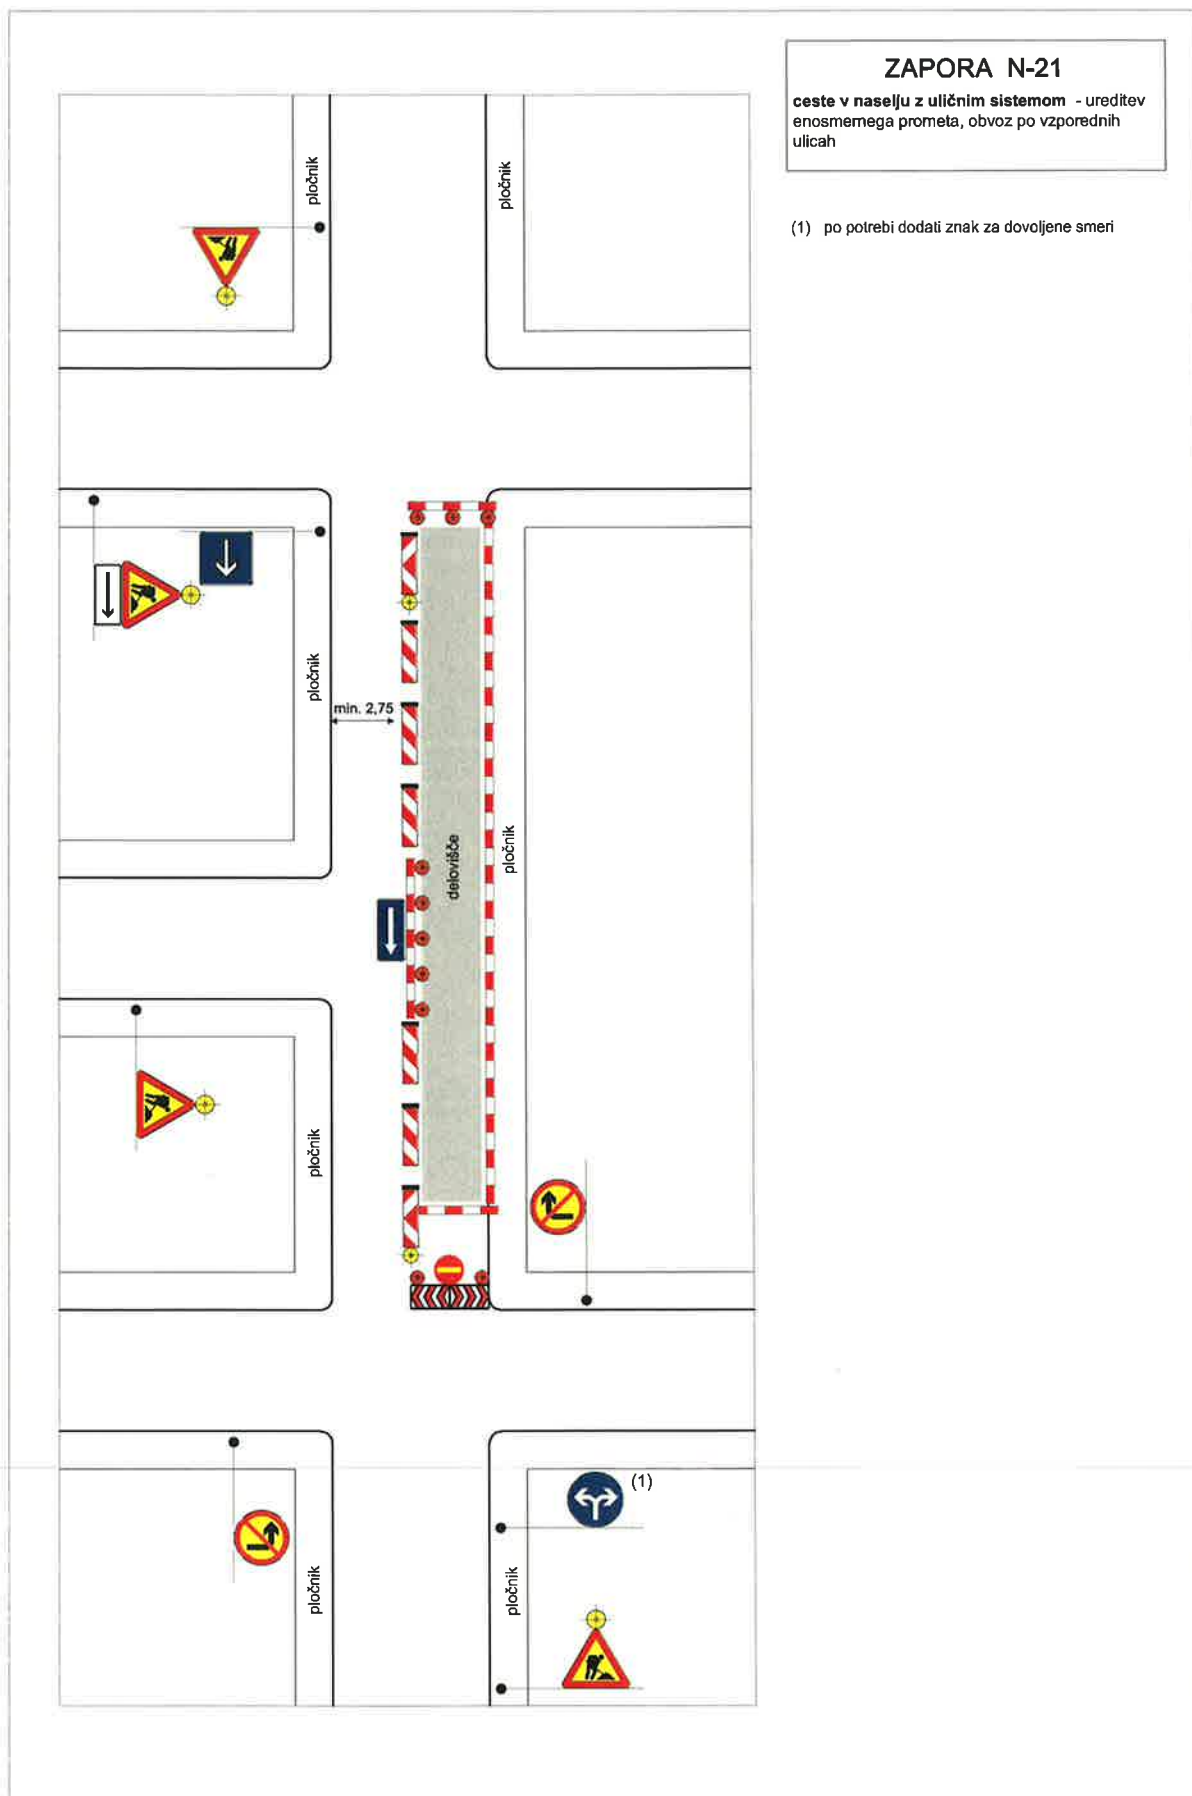 ZAPORA N-21
ceste v naselju z uličnim sistemom - ureditev
enosmernega prometa, obvoz po vzporednih
ulicah
(1) po potrebi dodati znak za dovoljene smeri
pločnik
pločnik
pločnik
min. 2,75
delovišče
pločnik
pločnik
(1)
pločnik
pločnik